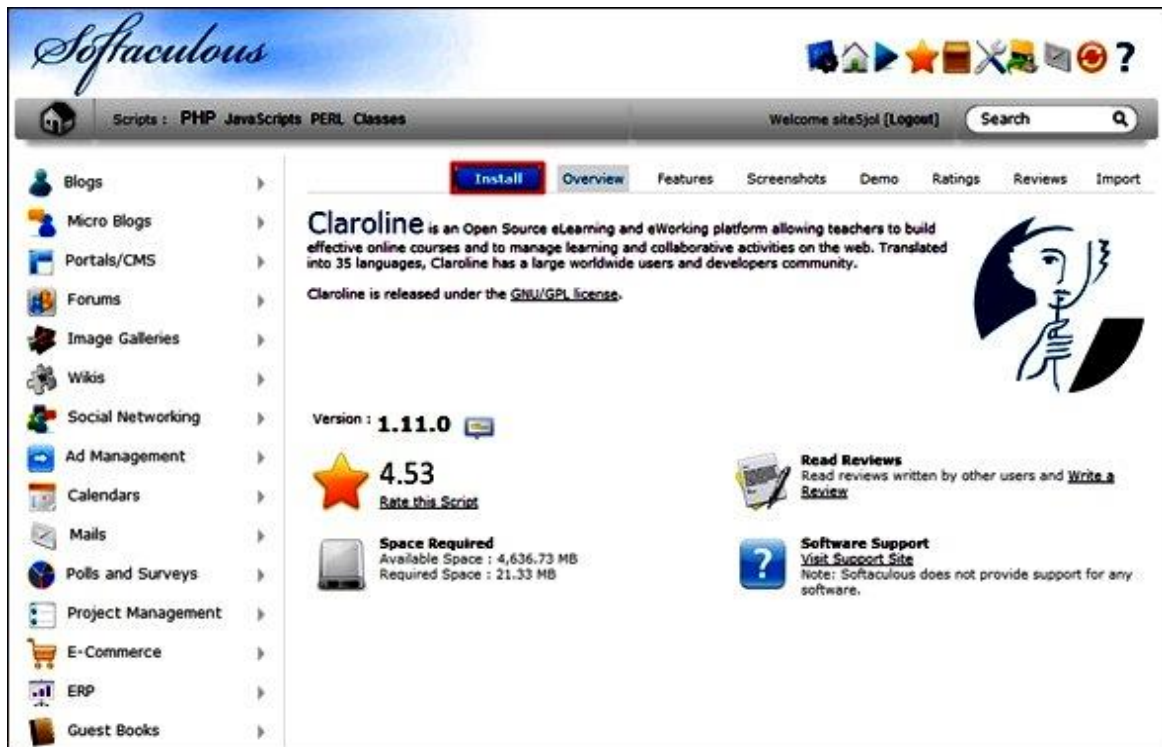 Softaculous
?
Scripts : PHP JavaScripts PERL Classes
Welcome site5jol [Logout]
Search
Blogs
Micro Blogs
Portals/CMS
Forums
Image Galleries
Wikis
Social Networking
Ad Management
Calendars
Mails
Polls and Surveys
Project Management
E-Commerce
ERP
Guest Books
Install Overview Features Screenshots Demo Ratings Reviews Import
Claroline is an Open Source eLearning and eWorking platform allowing teachers to build
effective online courses and to manage learning and collaborative activities on the web. Translated
into 35 languages, Claroline has a large worldwide users and developers community.
Claroline is released under the GNU/GPL license.
Version : 1.11.0
4.53
Rate this Script
Read Reviews
Read reviews written by other users and Write a
Review
Space Required
Available Space : 4,636.73 MB
Required Space : 21.33 MB
?
Software Support
Visit Support Site
Note: Softaculous does not provide support for any
software.